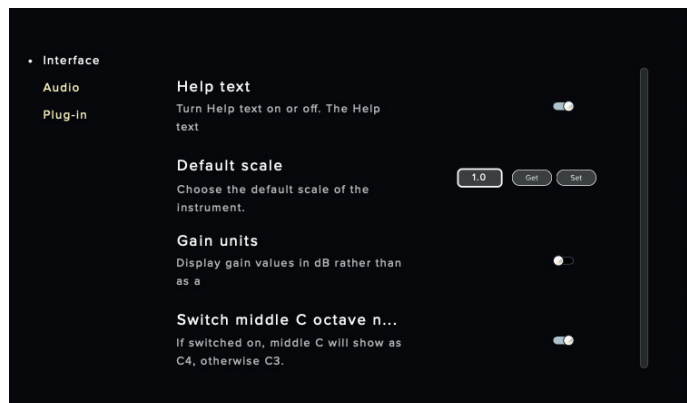 • Interface
Audio
Plug-in
Help text
Turn Help text on or off. The Help
text
Default scale
Choose the default scale of the
instrument.
1.0 Get Set
Gain units
Display gain values in dB rather than
as a
Switch middle C octave n...
If switched on, middle C will show as
C4, otherwise C3.